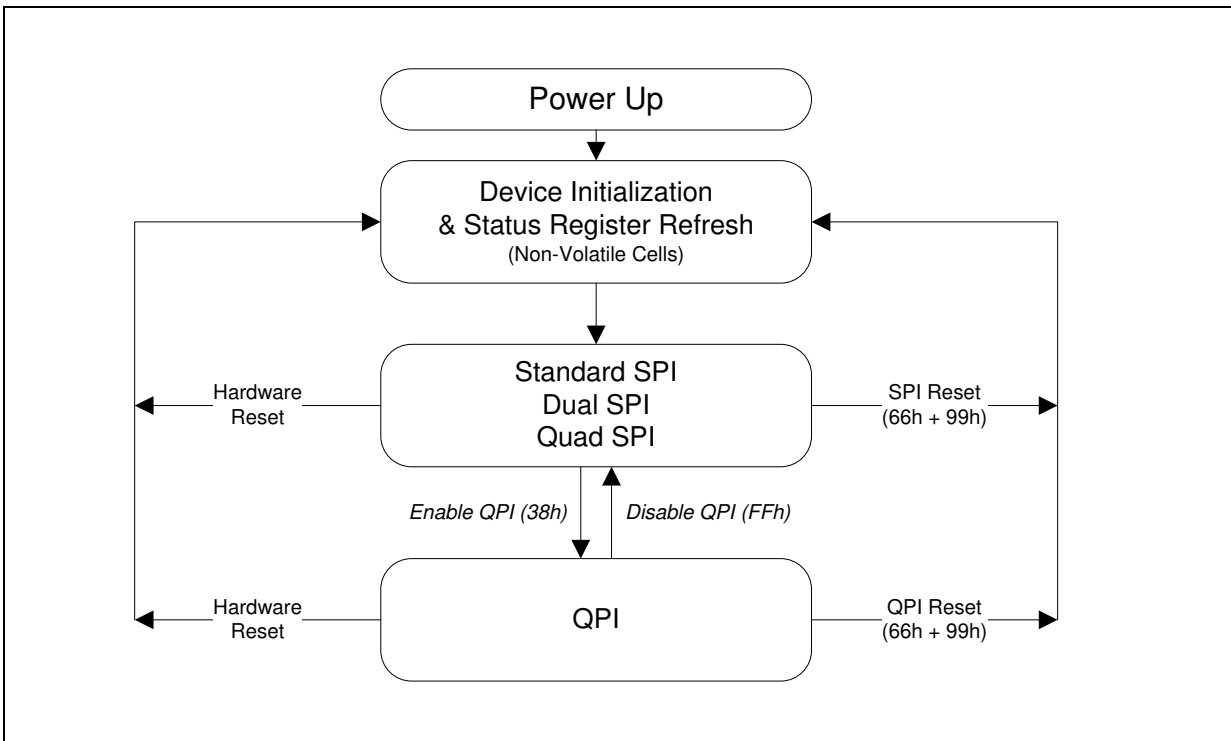 Power Up
Device Initialization
& Status Register Refresh
(Non-Volatile Cells)
Standard SPI
Dual SPI
Quad SPI
Hardware
Reset
SPI Reset
(66h + 99h)
Enable QPI (38h)
Disable QPI (FFh)
QPI
Hardware
Reset
QPI Reset
(66h + 99h)